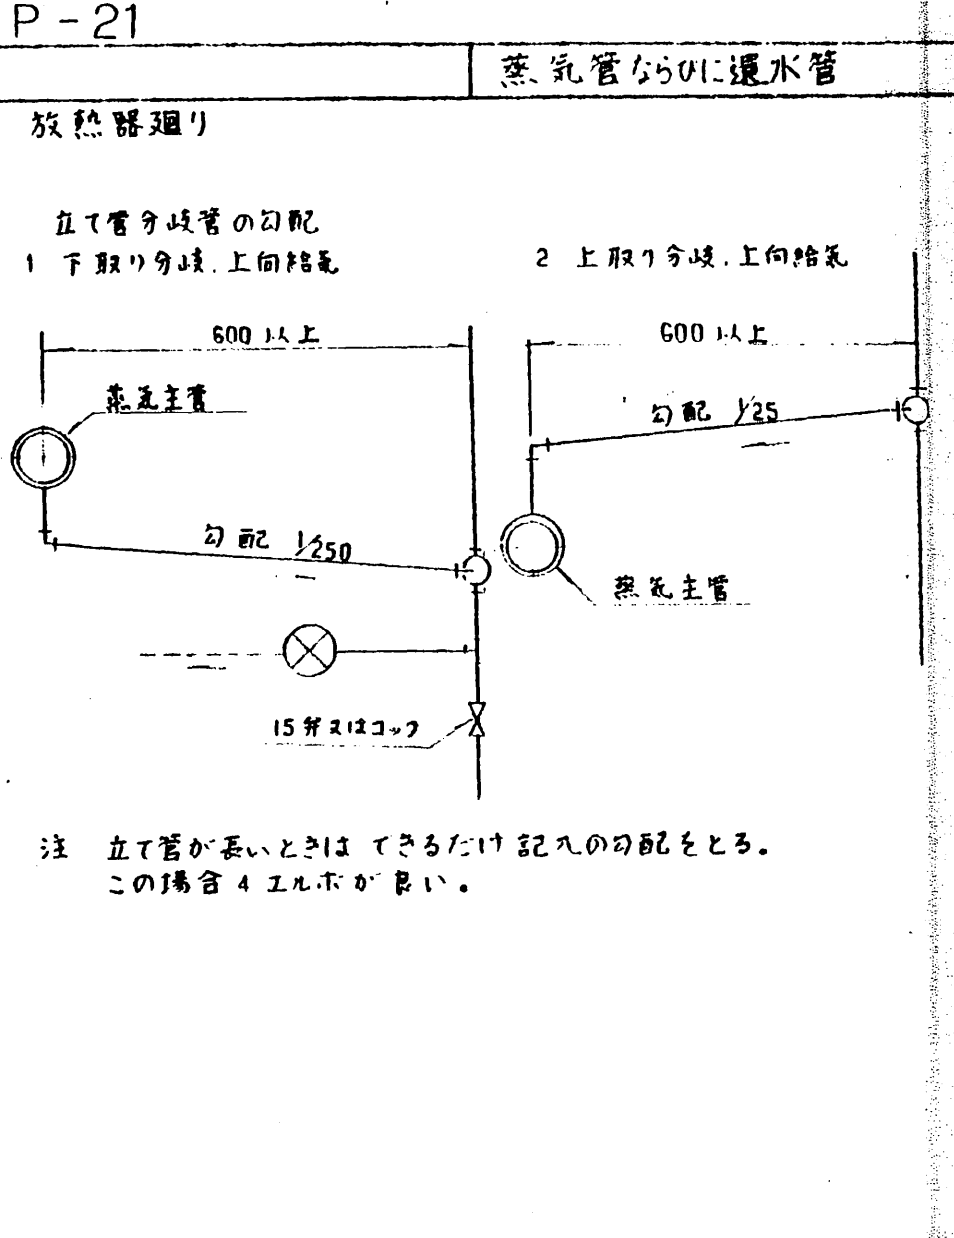 P-21
蒸気管ならびに還水管
放熱器廻り
立て管分岐管の勾配
1 下取り分岐.上向給気
2 上取り分岐.上向給気
600 以上
600 以上
蒸気主管
勾配 1/25
勾配 1/250
蒸気主管
15弁又はコック
注 立て管が長いときは できるだけ 記入の勾配をとる。
この場合 4 エルボが 良い。